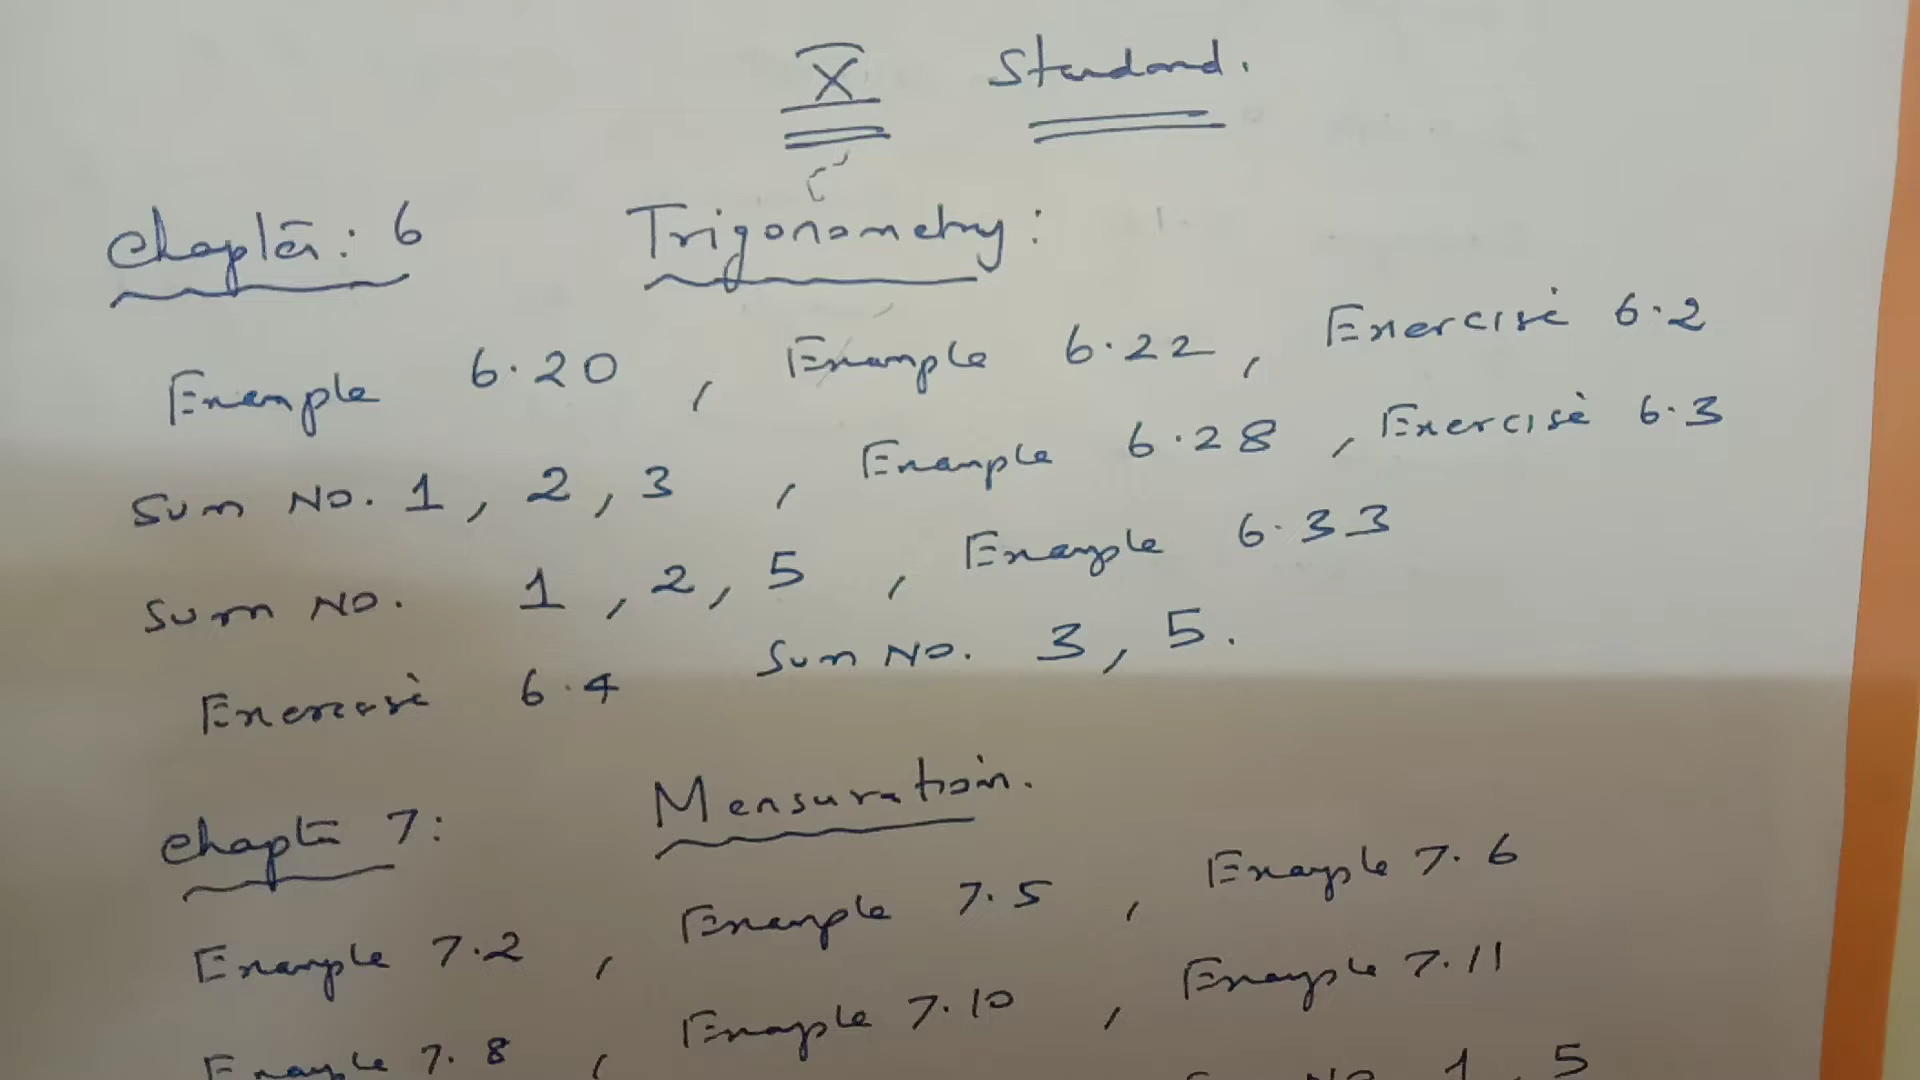 X Standard.
Chapter: 6 Trigonometry:
Example 6.20 , Example 6.22 , Exercise 6.2
Sum No. 1 , 2 , 3 , Example 6.28 , Exercise 6.3
Sum No. 1 , 2 , 5 , Example 6.33
Exercise 6.4 Sum No. 3 , 5 .
Chapter 7: Mensuration.
Example 7.2 , Example 7.5 , Example 7.6
Example 7.8 , Example 7.10 , Example 7.11
No 1 , 5